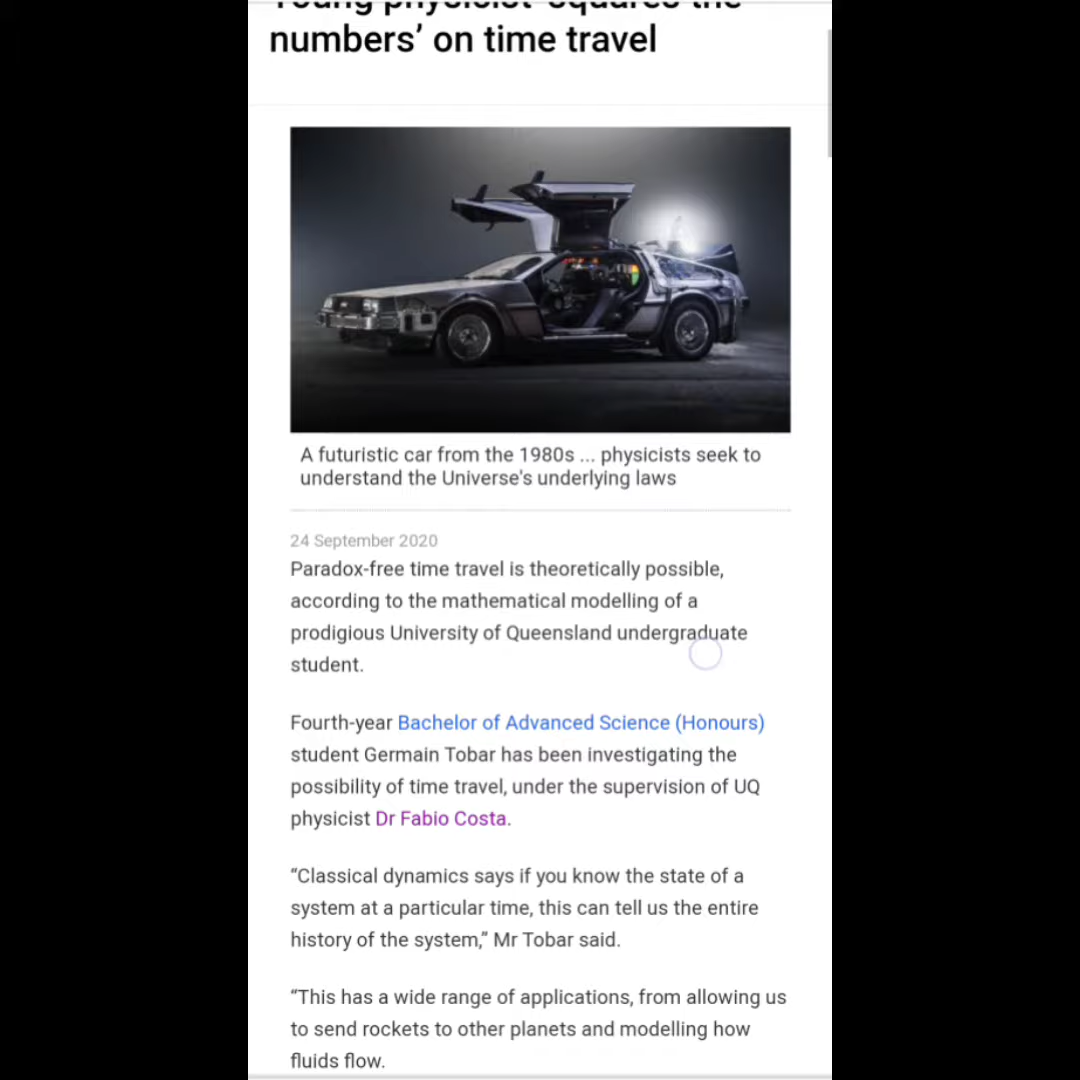 Young physicist ‘squares the
numbers’ on time travel
A futuristic car from the 1980s ... physicists seek to
understand the Universe's underlying laws
24 September 2020
Paradox-free time travel is theoretically possible,
according to the mathematical modelling of a
prodigious University of Queensland undergraduate
student.
Fourth-year Bachelor of Advanced Science (Honours)
student Germain Tobar has been investigating the
possibility of time travel, under the supervision of UQ
physicist Dr Fabio Costa.
“Classical dynamics says if you know the state of a
system at a particular time, this can tell us the entire
history of the system,” Mr Tobar said.
“This has a wide range of applications, from allowing us
to send rockets to other planets and modelling how
fluids flow.